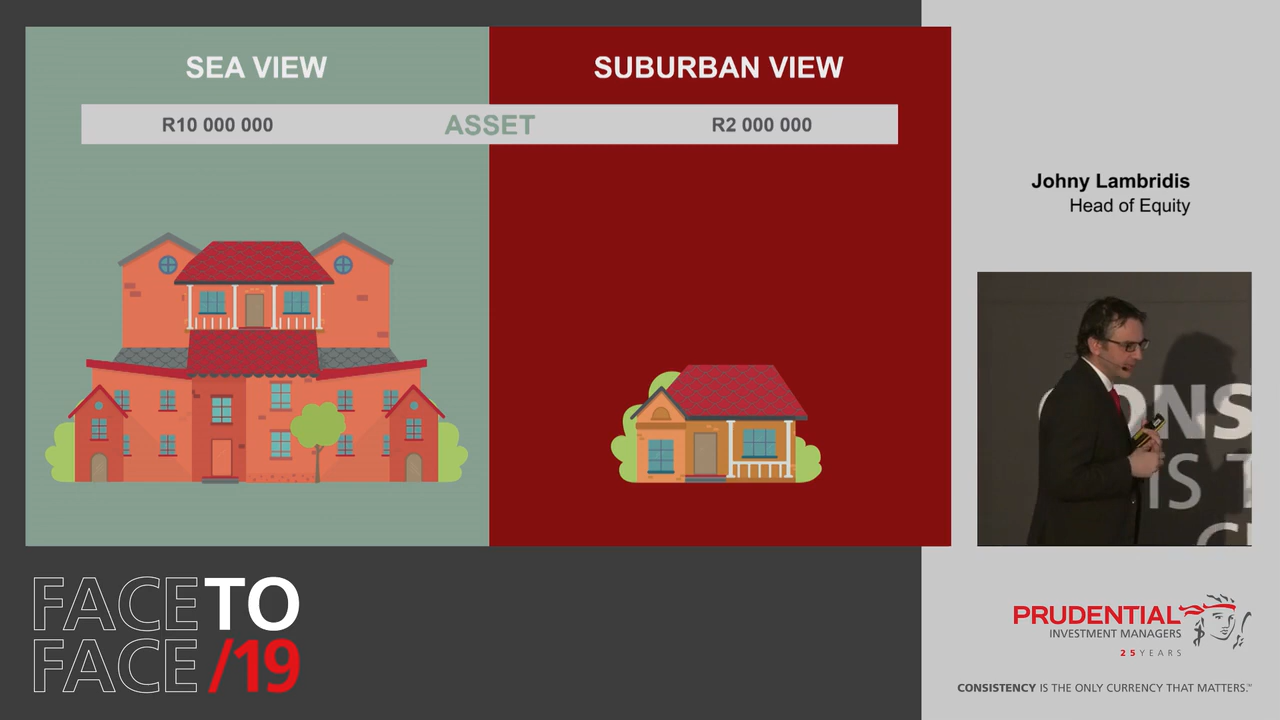 SEA VIEW
SUBURBAN VIEW
R10 000 000
ASSET
R2 000 000
Johny Lambridis
Head of Equity
FACE TO
FACE /19
PRUDENTIAL
INVESTMENT MANAGERS
25 YEARS
CONSISTENCY IS THE ONLY CURRENCY THAT MATTERS.™